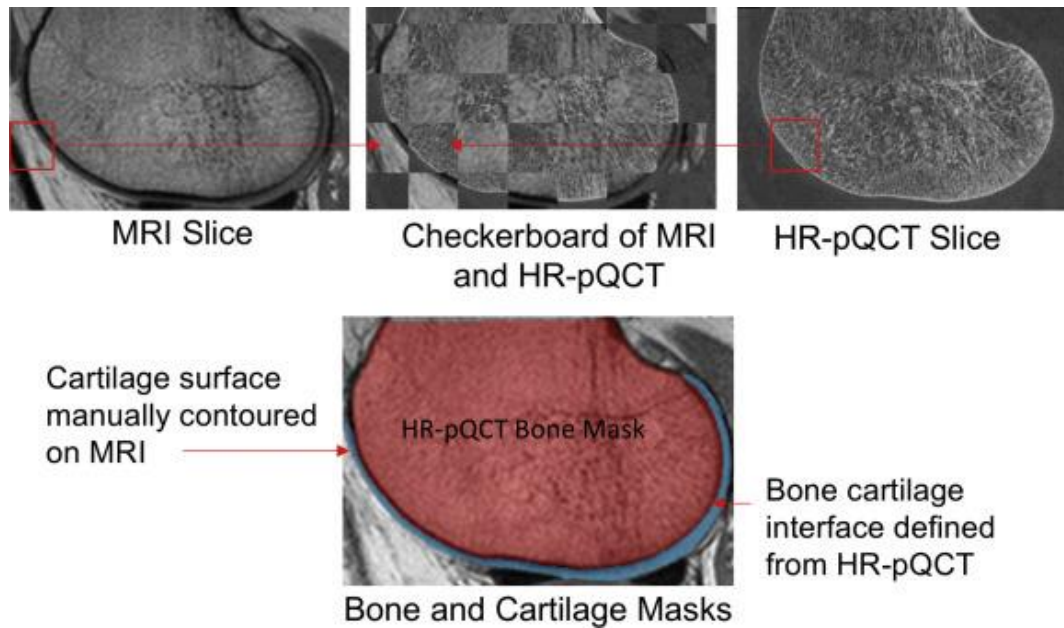 MRI Slice
Checkerboard of MRI
and HR-pQCT
HR-pQCT Slice
Cartilage surface
manually contoured
on MRI
HR-pQCT Bone Mask
Bone cartilage
interface defined
from HR-pQCT
Bone and Cartilage Masks